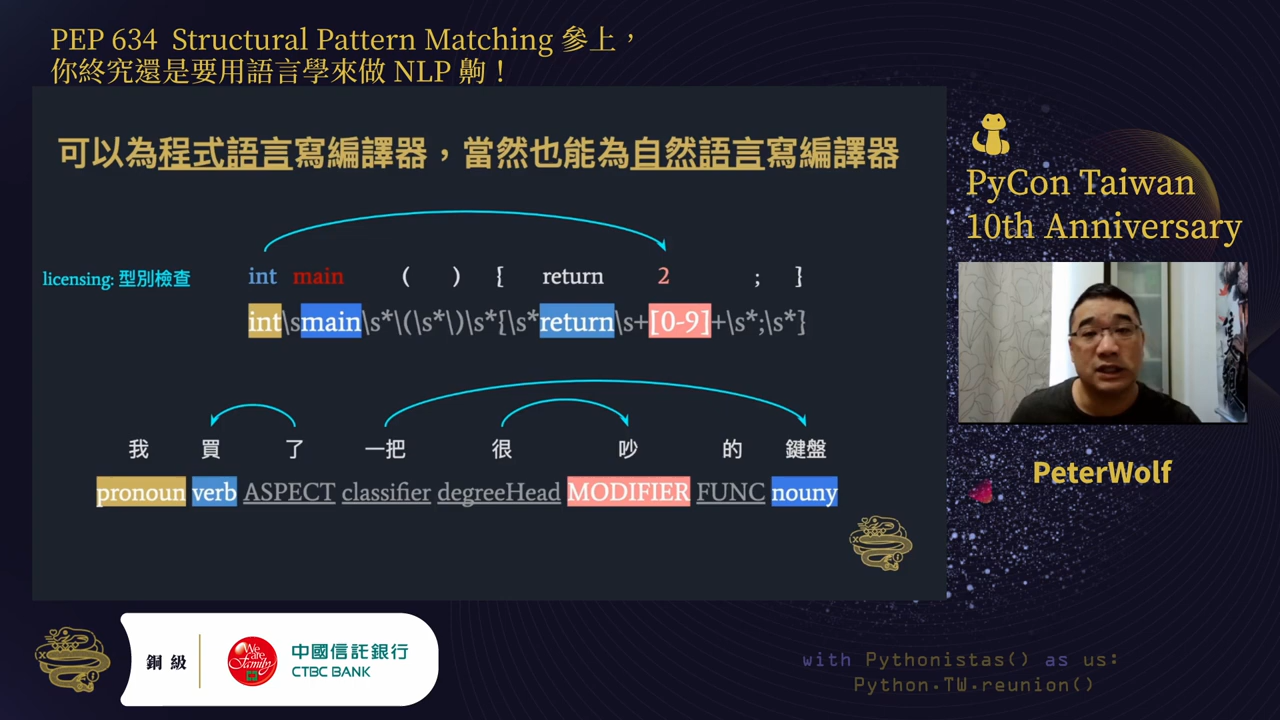 PEP 634 Structural Pattern Matching 參上，
你終究還是要用語言學來做 NLP 齁！
可以為程式語言寫編譯器，當然也能為自然語言寫編譯器
licensing: 型別檢查
int main ( ) { return 2 ; }
int\smain\s*\(\s*\)\s*{\s*return\s+[0-9]+\s*;\s*}
我 買 了 一把 很 吵 的 鍵盤
pronoun verb ASPECT classifier degreeHead MODIFIER FUNC nouny
PyCon Taiwan
10th Anniversary
PeterWolf
銅級
We are Family
中國信託銀行
CTBC BANK
with Pythonistas() as us:
Python.TW.reunion()